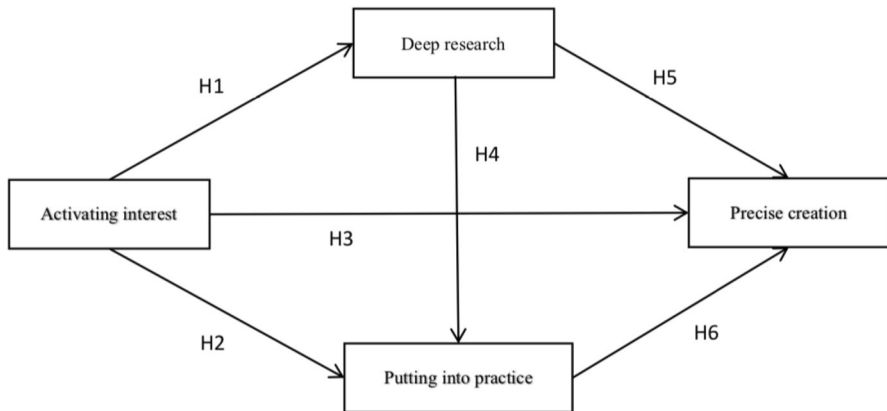 Deep research
H1
H5
H4
Activating interest
Precise creation
H3
H2
H6
Putting into practice